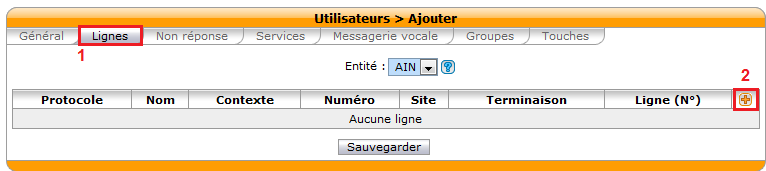 Utilisateurs > Ajouter
Général Lignes Non réponse Services Messagerie vocale Groupes Touches
1
Entité : AIN ?
2
Protocole Nom Contexte Numéro Site Terminaison Ligne (N°)
Aucune ligne
Sauvegarder